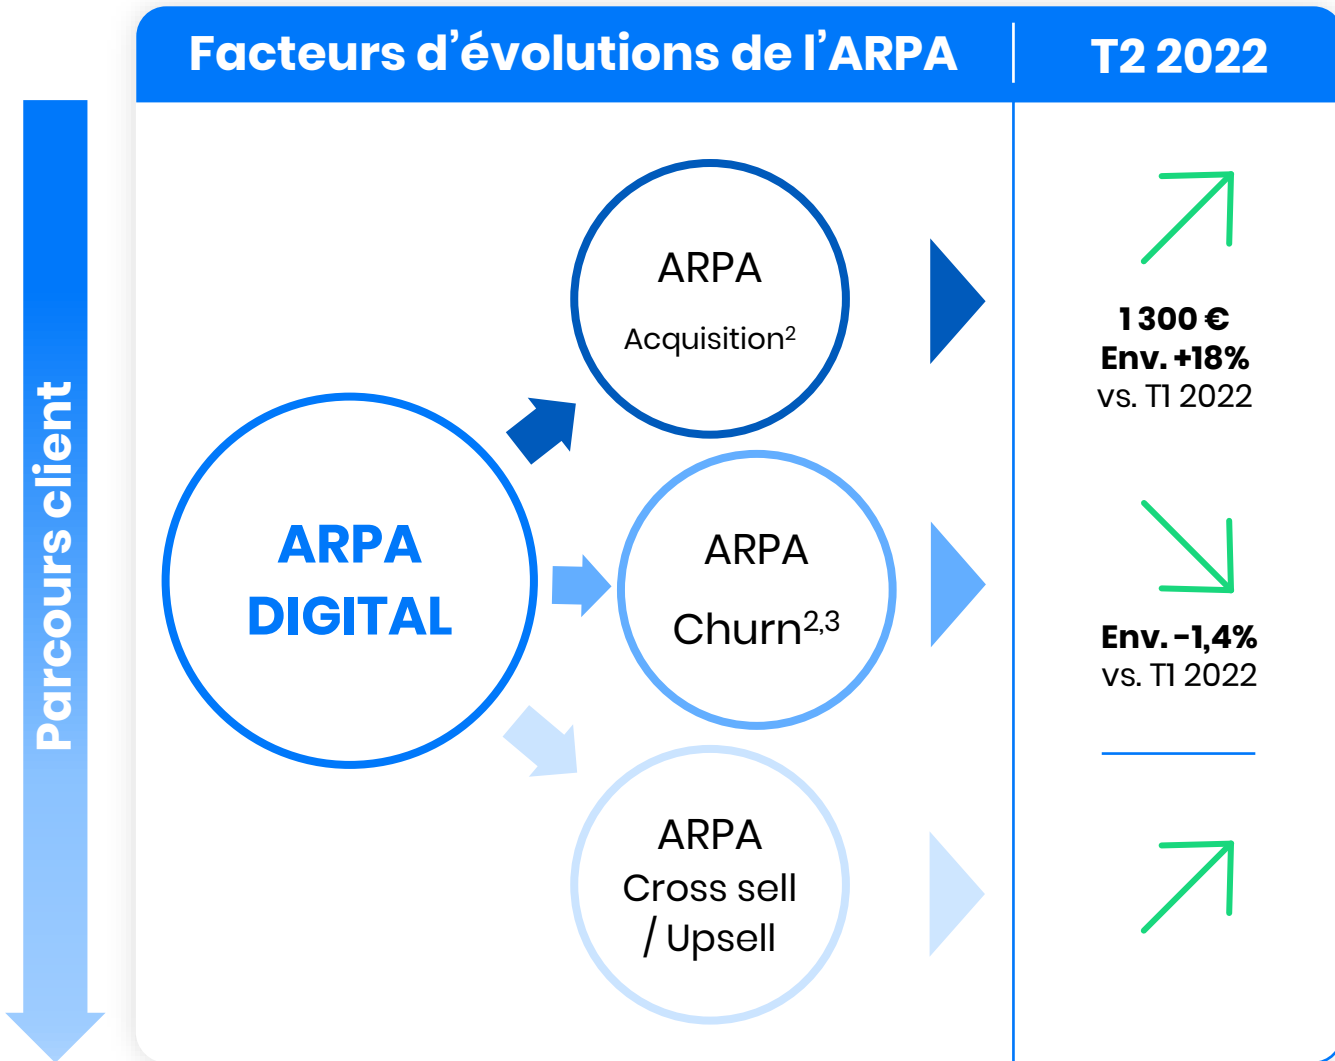 Facteurs d’évolutions de l’ARPA
T2 2022
Parcours client
ARPA
DIGITAL
ARPA
Acquisition²
1 300 €
Env. +18%
vs. T1 2022
ARPA
Churn²,³
Env. -1,4%
vs. T1 2022
ARPA
Cross sell
/ Upsell